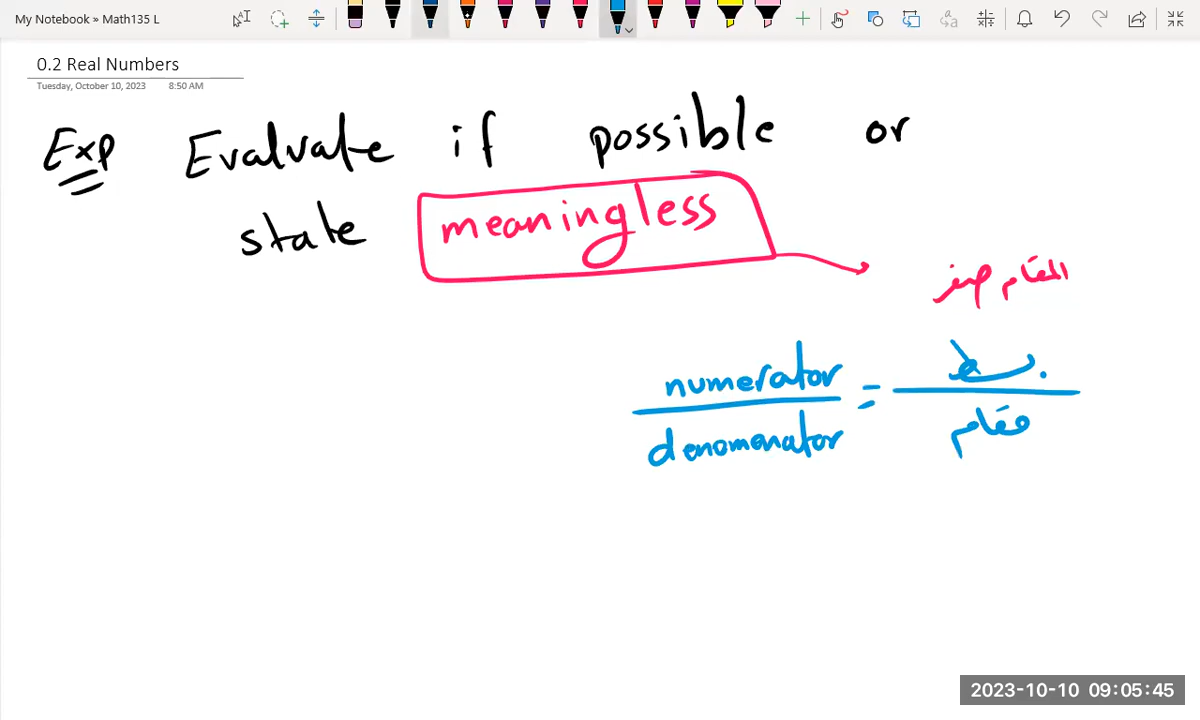 My Notebook » Math135 L
0.2 Real Numbers
Tuesday, October 10, 2023 8:50 AM
Exp Evaluate if possible or
state meaningless
المقام صفر
numerator = بسط
denomenator مقام
2023-10-10 09:05:45